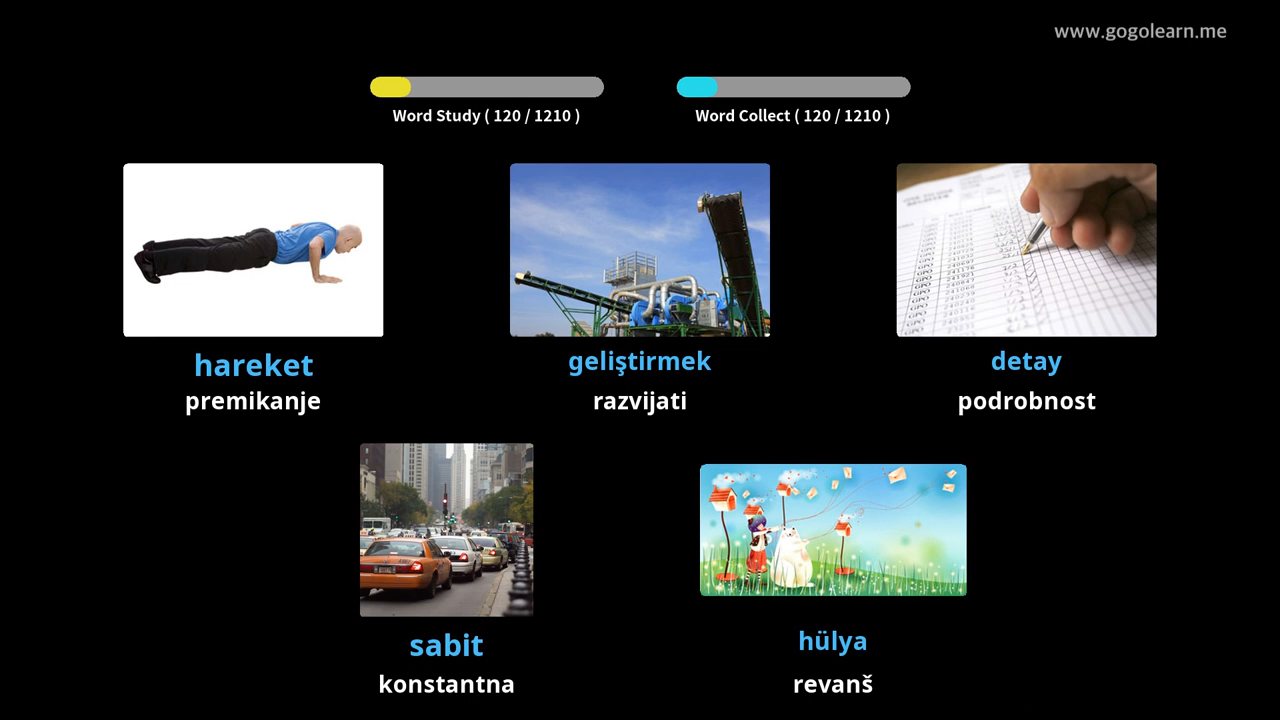 www.gogolearn.me
Word Study ( 120 / 1210 )
Word Collect ( 120 / 1210 )
hareket
premikanje
geliştirmek
razvijati
detay
podrobnost
sabit
konstantna
hülya
revanš